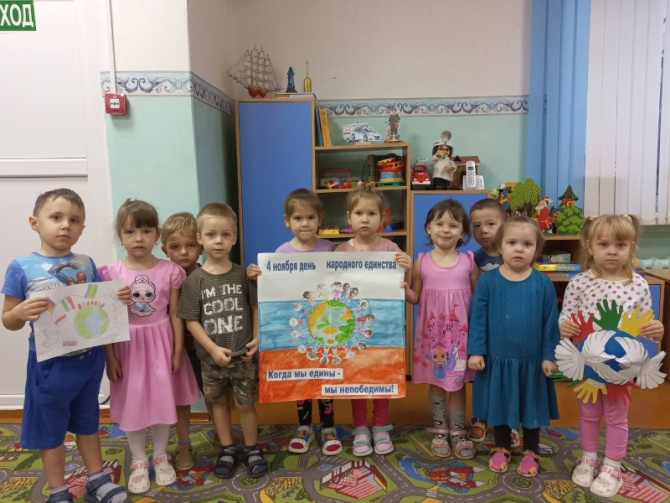 ХОД
I'M THE
COOL
ONE
4 ноября день народного единства
Когда мы едины -
мы непобедимы!